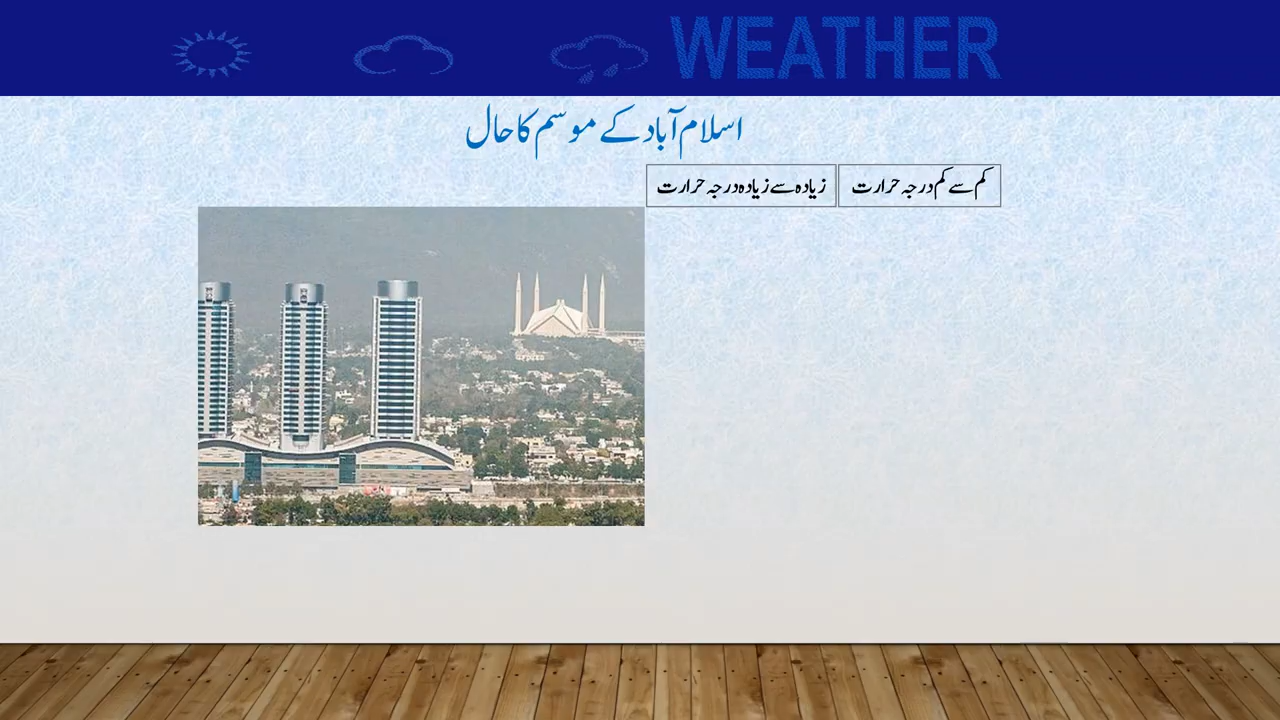 WEATHER
اسلام آباد کے موسم کا حال
کم سے کم درجہ حرارت
زیادہ سے زیادہ درجہ حرارت